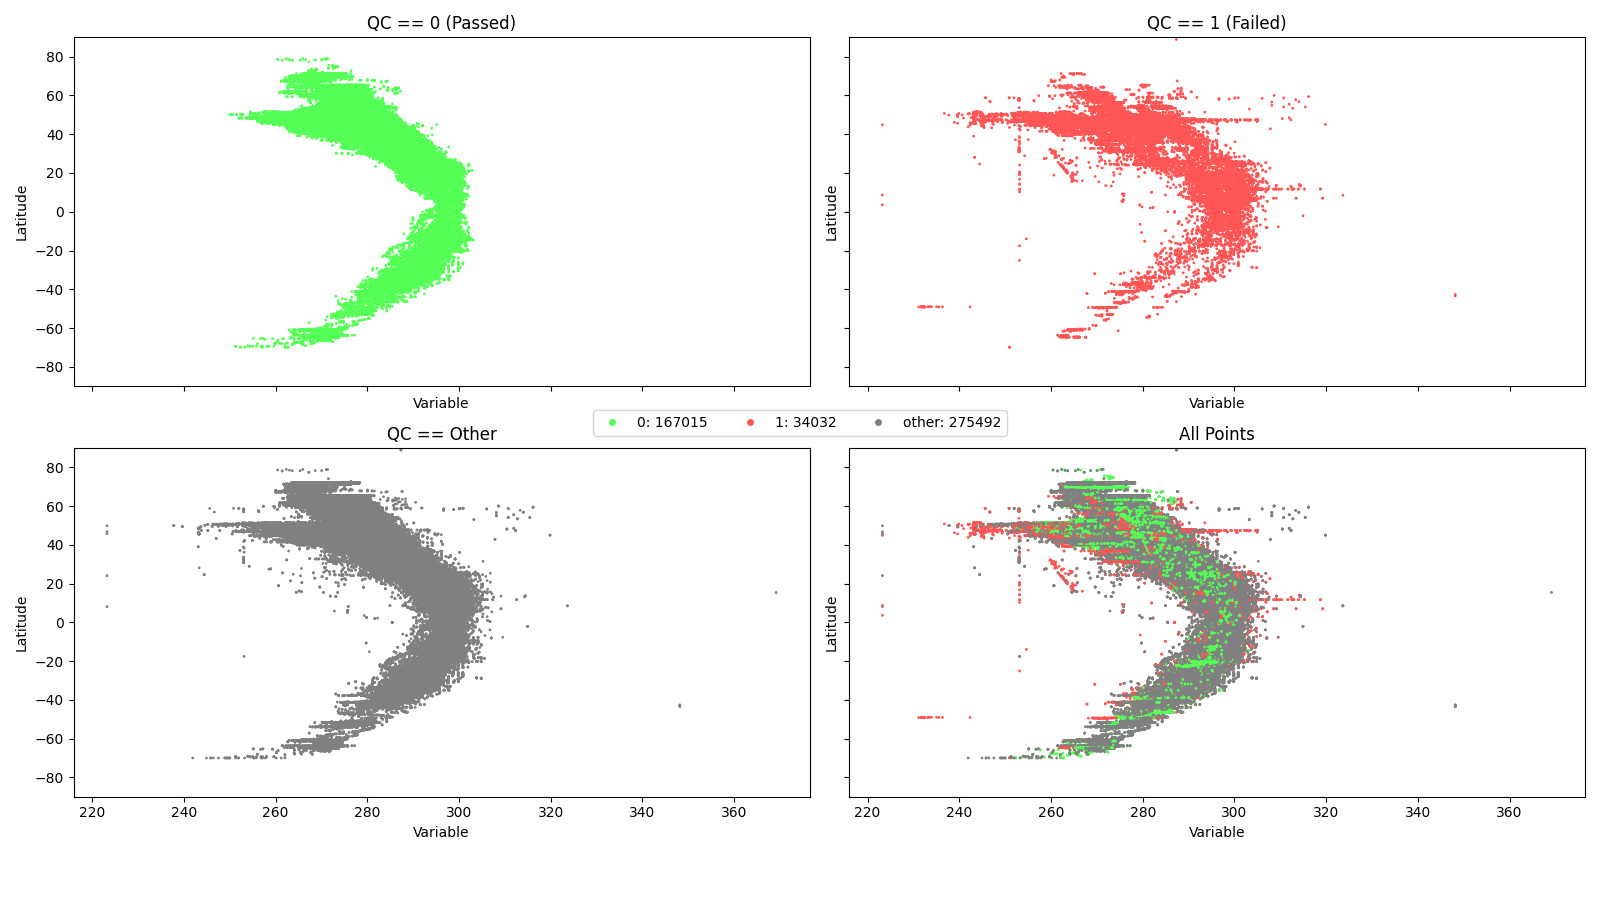 QC == 0 (Passed)
QC == 1 (Failed)
Latitude
80
60
40
20
0
−20
−40
−60
−80
Variable
Latitude
Variable
0: 167015
1: 34032
other: 275492
QC == Other
All Points
Latitude
80
60
40
20
0
−20
−40
−60
−80
220
240
260
280
300
320
340
360
Variable
Latitude
220
240
260
280
300
320
340
360
Variable